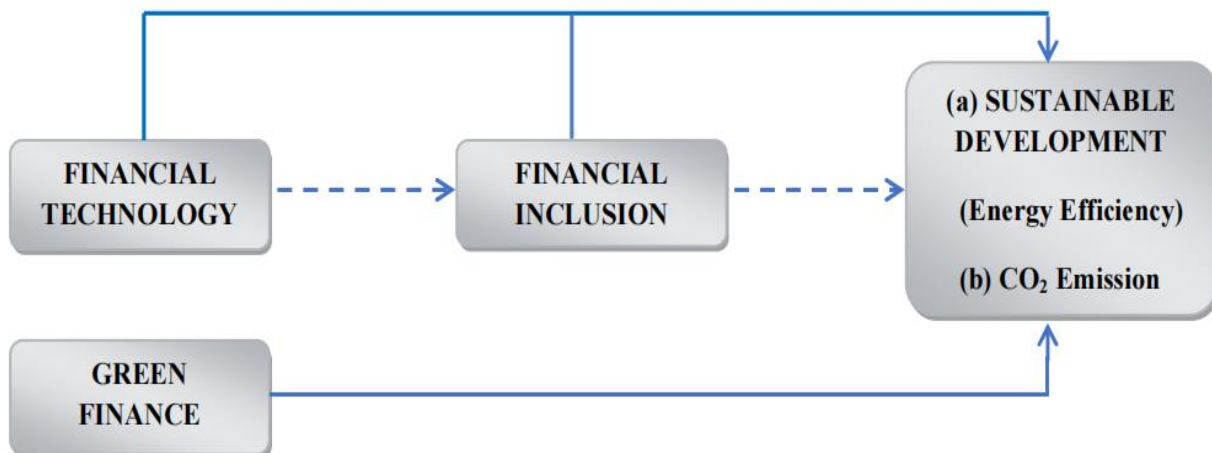 FINANCIAL
TECHNOLOGY
FINANCIAL
INCLUSION
(a) SUSTAINABLE
DEVELOPMENT
(Energy Efficiency)
(b) CO₂ Emission
GREEN
FINANCE